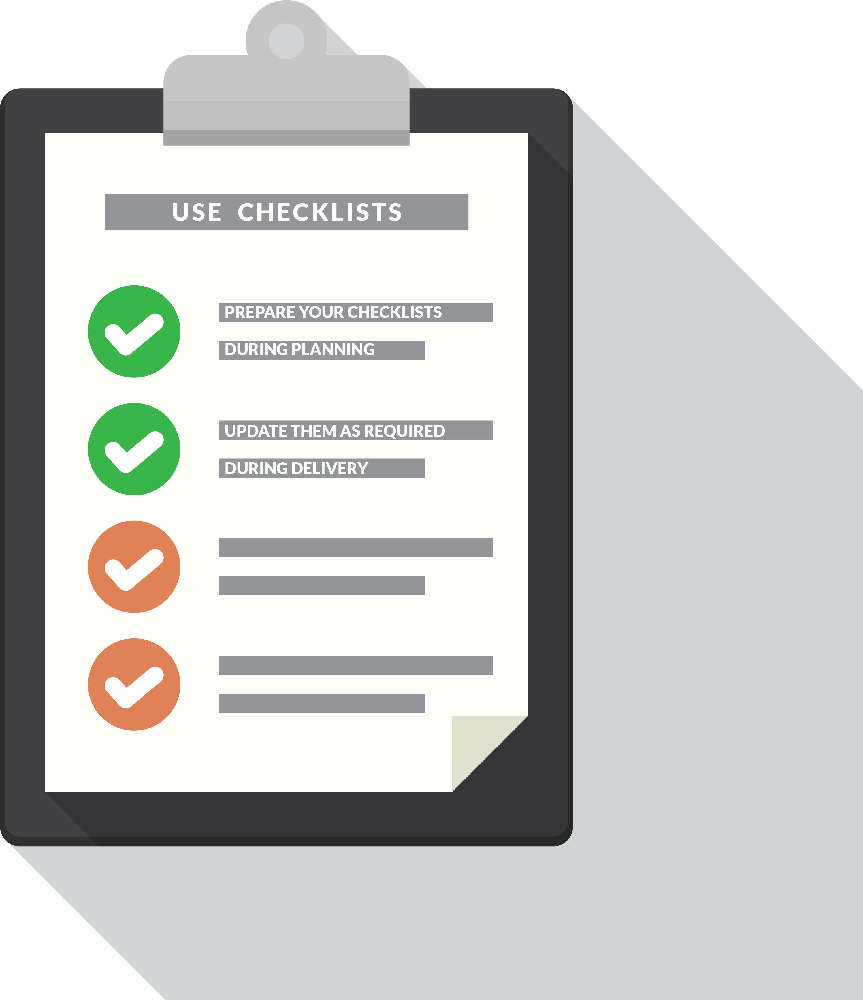 USE CHECKLISTS
PREPARE YOUR CHECKLISTS
DURING PLANNING
UPDATE THEM AS REQUIRED
DURING DELIVERY